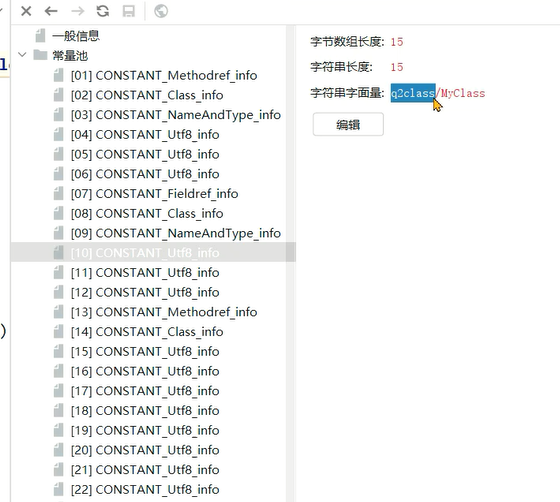 一般信息
常量池
[01] CONSTANT_Methodref_info
[02] CONSTANT_Class_info
[03] CONSTANT_NameAndType_info
[04] CONSTANT_Utf8_info
[05] CONSTANT_Utf8_info
[06] CONSTANT_Utf8_info
[07] CONSTANT_Fieldref_info
[08] CONSTANT_Class_info
[09] CONSTANT_NameAndType_info
[10] CONSTANT_Utf8_info
[11] CONSTANT_Utf8_info
[12] CONSTANT_Utf8_info
[13] CONSTANT_Methodref_info
[14] CONSTANT_Class_info
[15] CONSTANT_Utf8_info
[16] CONSTANT_Utf8_info
[17] CONSTANT_Utf8_info
[18] CONSTANT_Utf8_info
[19] CONSTANT_Utf8_info
[20] CONSTANT_Utf8_info
[21] CONSTANT_Utf8_info
[22] CONSTANT_Utf8_info
字节数组长度: 15
字符串长度: 15
字符串字面量: q2class/MyClass
编辑
)